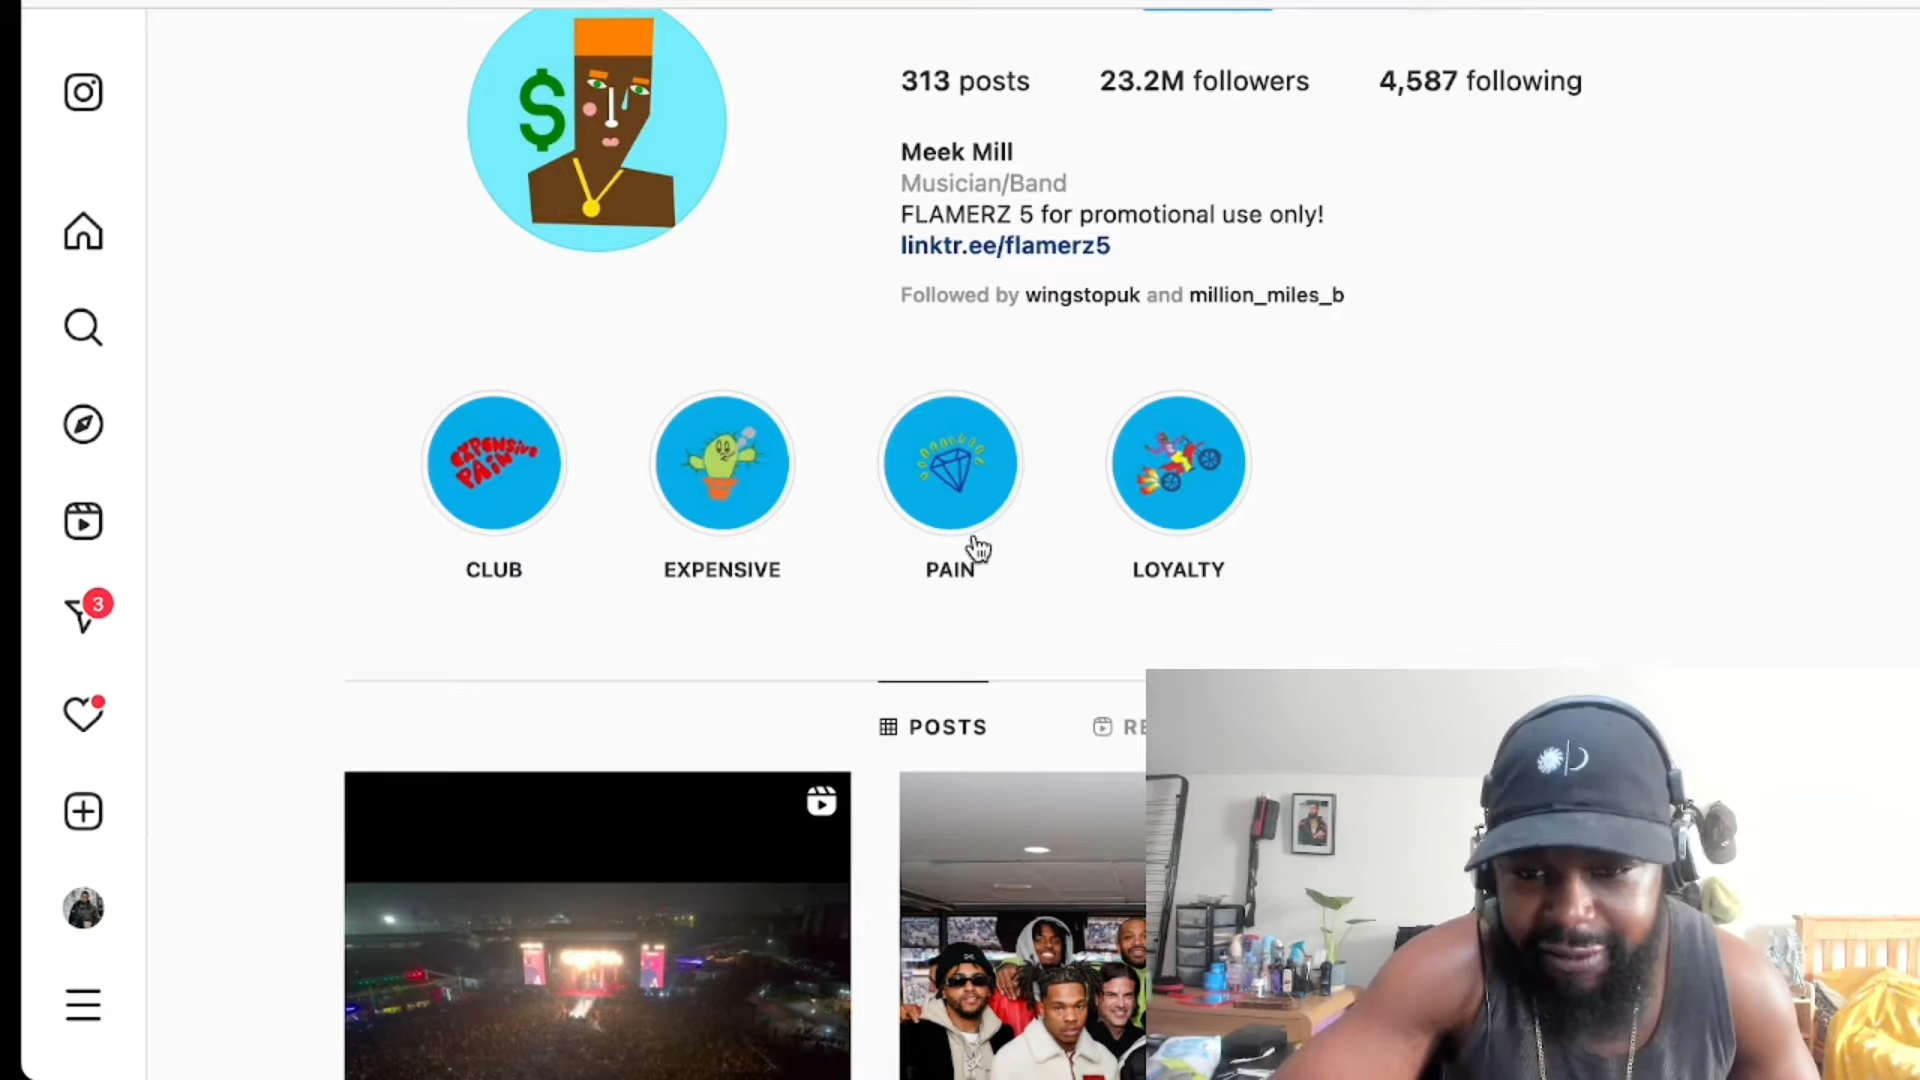 $
313 posts 23.2M followers 4,587 following
Meek Mill
Musician/Band
FLAMERZ 5 for promotional use only!
linktr.ee/flamerz5
Followed by wingstopuk and million_miles_b
EXPENSIVE
PAIN
CLUB EXPENSIVE PAIN LOYALTY
3
POSTS RE